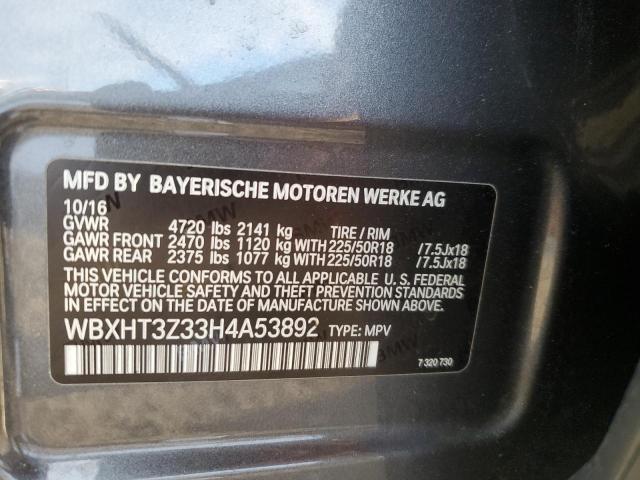 MFD BY BAYERISCHE MOTOREN WERKE AG
10/16
GVWR 4720 lbs 2141 kg TIRE / RIM
GAWR FRONT 2470 lbs 1120 kg WITH 225/50R18 /7.5Jx18
GAWR REAR 2375 lbs 1077 kg WITH 225/50R18 /7.5Jx18
THIS VEHICLE CONFORMS TO ALL APPLICABLE U. S. FEDERAL
MOTOR VEHICLE SAFETY AND THEFT PREVENTION STANDARDS
IN EFFECT ON THE DATE OF MANUFACTURE SHOWN ABOVE.
WBXHT3Z33H4A53892 TYPE: MPV
7 320 730